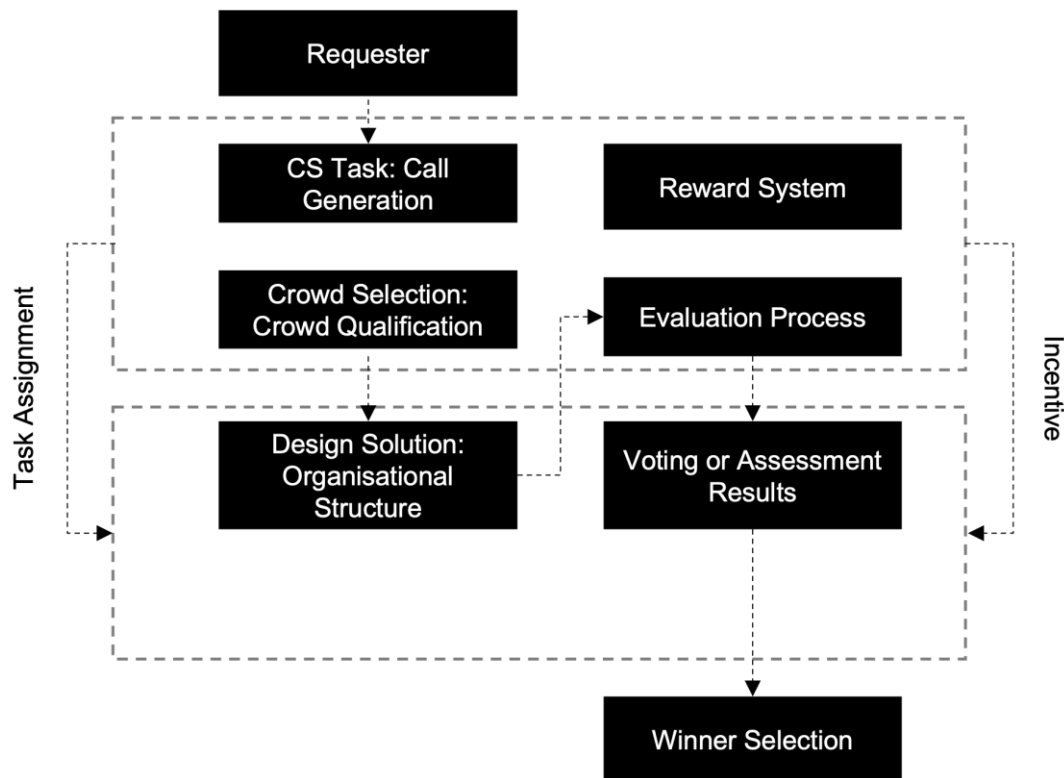 Requester
CS Task: Call
Generation
Reward System
Crowd Selection:
Crowd Qualification
Evaluation Process
Task Assignment
Incentive
Design Solution:
Organisational
Structure
Voting or Assessment
Results
Winner Selection